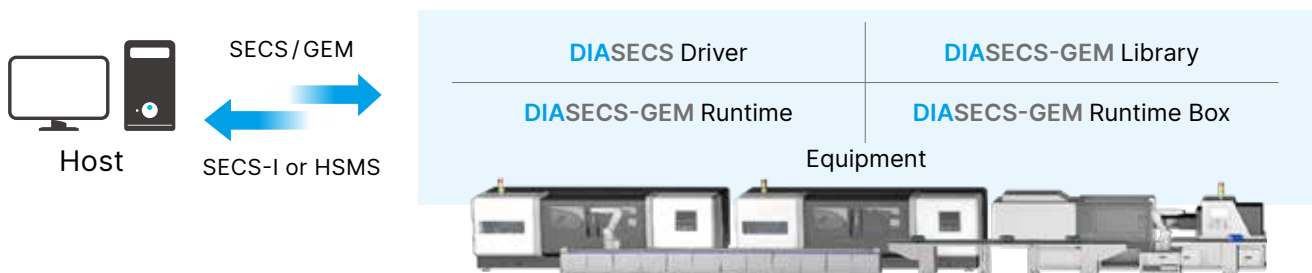 SECS/GEM
SECS-I or HSMS
Host
DIASECS Driver
DIASECS-GEM Library
DIASECS-GEM Runtime
DIASECS-GEM Runtime Box
Equipment